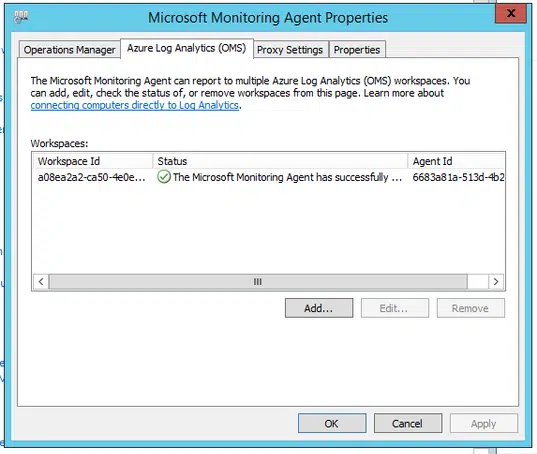 Microsoft Monitoring Agent Properties
X
Operations Manager Azure Log Analytics (OMS) Proxy Settings Properties
The Microsoft Monitoring Agent can report to multiple Azure Log Analytics (OMS) workspaces. You
can add, edit, check the status of, or remove workspaces from this page. Learn more about
connecting computers directly to Log Analytics.
Workspaces:
Workspace Id Status Agent Id
a08ea2a2-ca50-4e0e... The Microsoft Monitoring Agent has successfully ... 6683a81a-513d-4b2
Add... Edit... Remove
OK Cancel Apply